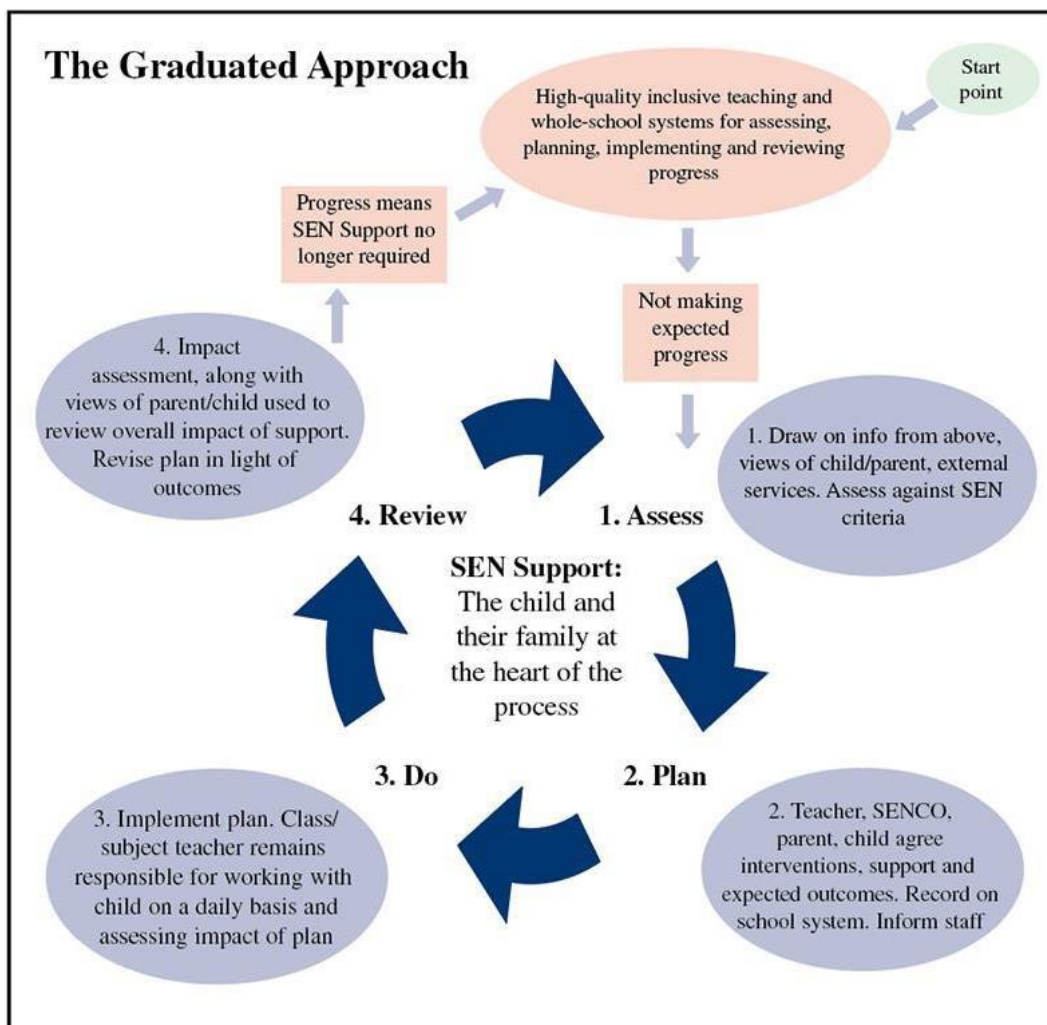 The Graduated Approach
Start
point
High-quality inclusive teaching and
whole-school systems for assessing,
planning, implementing and reviewing
progress
Progress means
SEN Support no
longer required
Not making
expected
progress
4. Impact
assessment, along with
views of parent/child used to
review overall impact of support.
Revise plan in light of
outcomes
1. Draw on info from above,
views of child/parent, external
services. Assess against SEN
criteria
4. Review
1. Assess
SEN Support:
The child and
their family at
the heart of the
process
3. Do
2. Plan
3. Implement plan. Class/
subject teacher remains
responsible for working with
child on a daily basis and
assessing impact of plan
2. Teacher, SENCO,
parent, child agree
interventions, support and
expected outcomes. Record on
school system. Inform staff